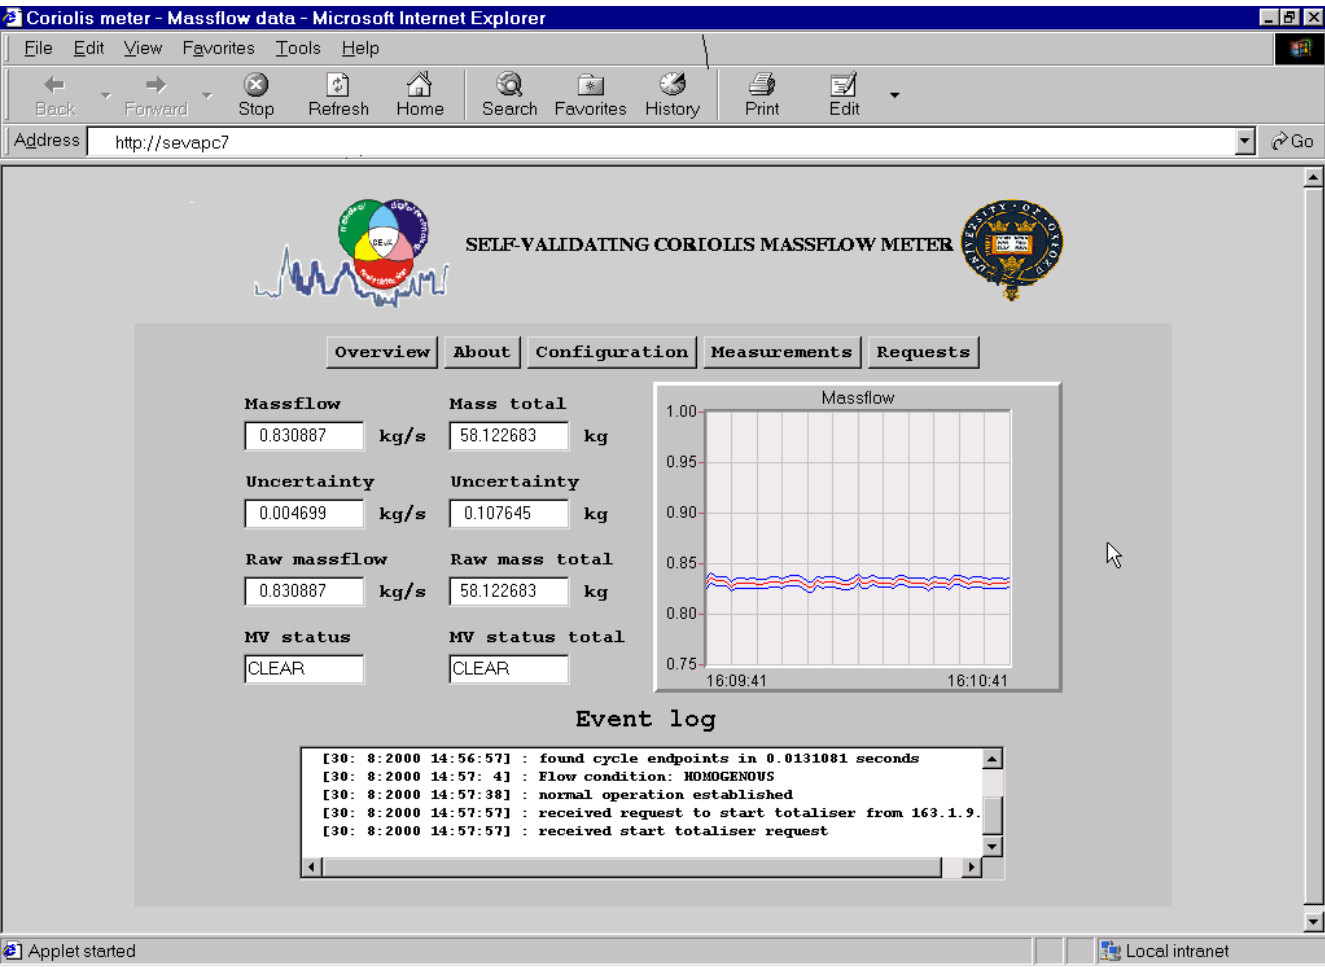 Coriolis meter - Massflow data - Microsoft Internet Explorer
File Edit View Favorites Tools Help
Back Forward Stop Refresh Home Search Favorites History Print Edit
Address http://sevapc7 Go
SELF-VALIDATING CORIOLIS MASSFLOW METER
UNIVERSITY OF OXFORD
Overview About Configuration Measurements Requests
Massflow Mass total
0.830887 kg/s 58.122683 kg
Uncertainty Uncertainty
0.004699 kg/s 0.107645 kg
Raw massflow Raw mass total
0.830887 kg/s 58.122683 kg
MV status MV status total
CLEAR CLEAR
Massflow
1.00
0.95
0.90
0.85
0.80
0.75
16:09:41 16:10:41
Event log
[30: 8:2000 14:56:57] : found cycle endpoints in 0.0131081 seconds
[30: 8:2000 14:57: 4] : Flow condition: HOMOGENOUS
[30: 8:2000 14:57:38] : normal operation established
[30: 8:2000 14:57:57] : received request to start totaliser from 163.1.9.
[30: 8:2000 14:57:57] : received start totaliser request
Applet started Local intranet